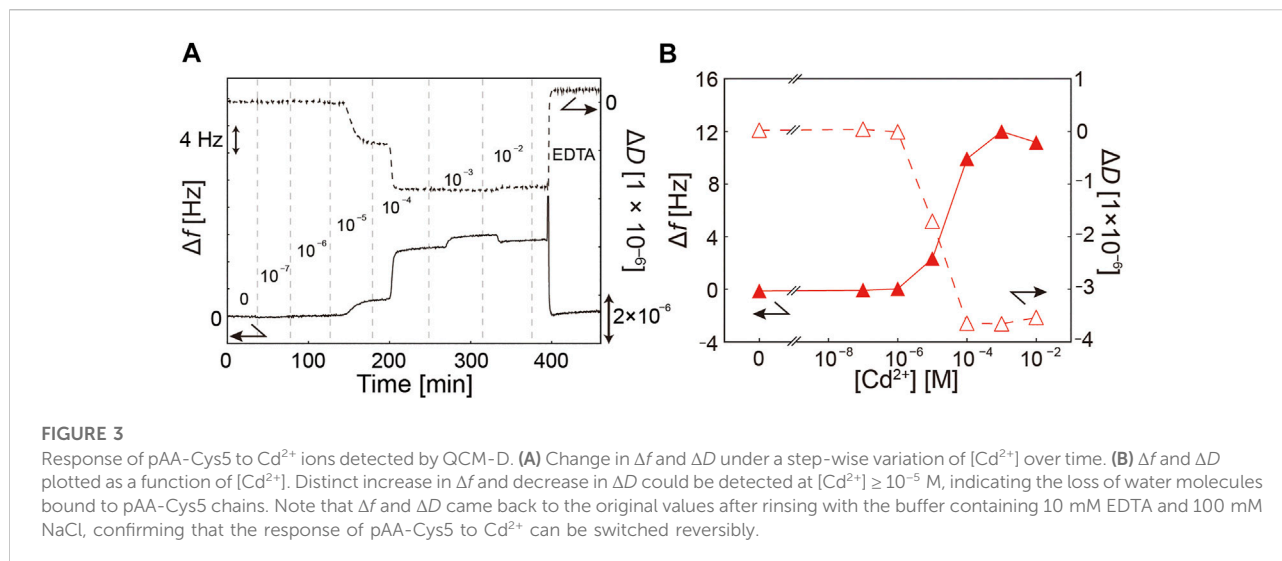 A
B
4 Hz
Δf [Hz]
0
0
10⁻⁷
10⁻⁶
10⁻⁵
10⁻⁴
10⁻³
10⁻²
EDTA
0
ΔD [1 × 10⁻⁶]
2×10⁻⁶
0 100 200 300 400
Time [min]
16
12
8
4
0
-4
Δf [Hz]
1
0
-1
-2
-3
-4
ΔD [1×10⁻⁶]
0 10⁻⁸ 10⁻⁶ 10⁻⁴ 10⁻²
[Cd²⁺] [M]
FIGURE 3
Response of pAA-Cys5 to Cd²⁺ ions detected by QCM-D. (A) Change in Δf and ΔD under a step-wise variation of [Cd²⁺] over time. (B) Δf and ΔD
plotted as a function of [Cd²⁺]. Distinct increase in Δf and decrease in ΔD could be detected at [Cd²⁺] ≥ 10⁻⁵ M, indicating the loss of water molecules
bound to pAA-Cys5 chains. Note that Δf and ΔD came back to the original values after rinsing with the buffer containing 10 mM EDTA and 100 mM
NaCl, confirming that the response of pAA-Cys5 to Cd²⁺ can be switched reversibly.